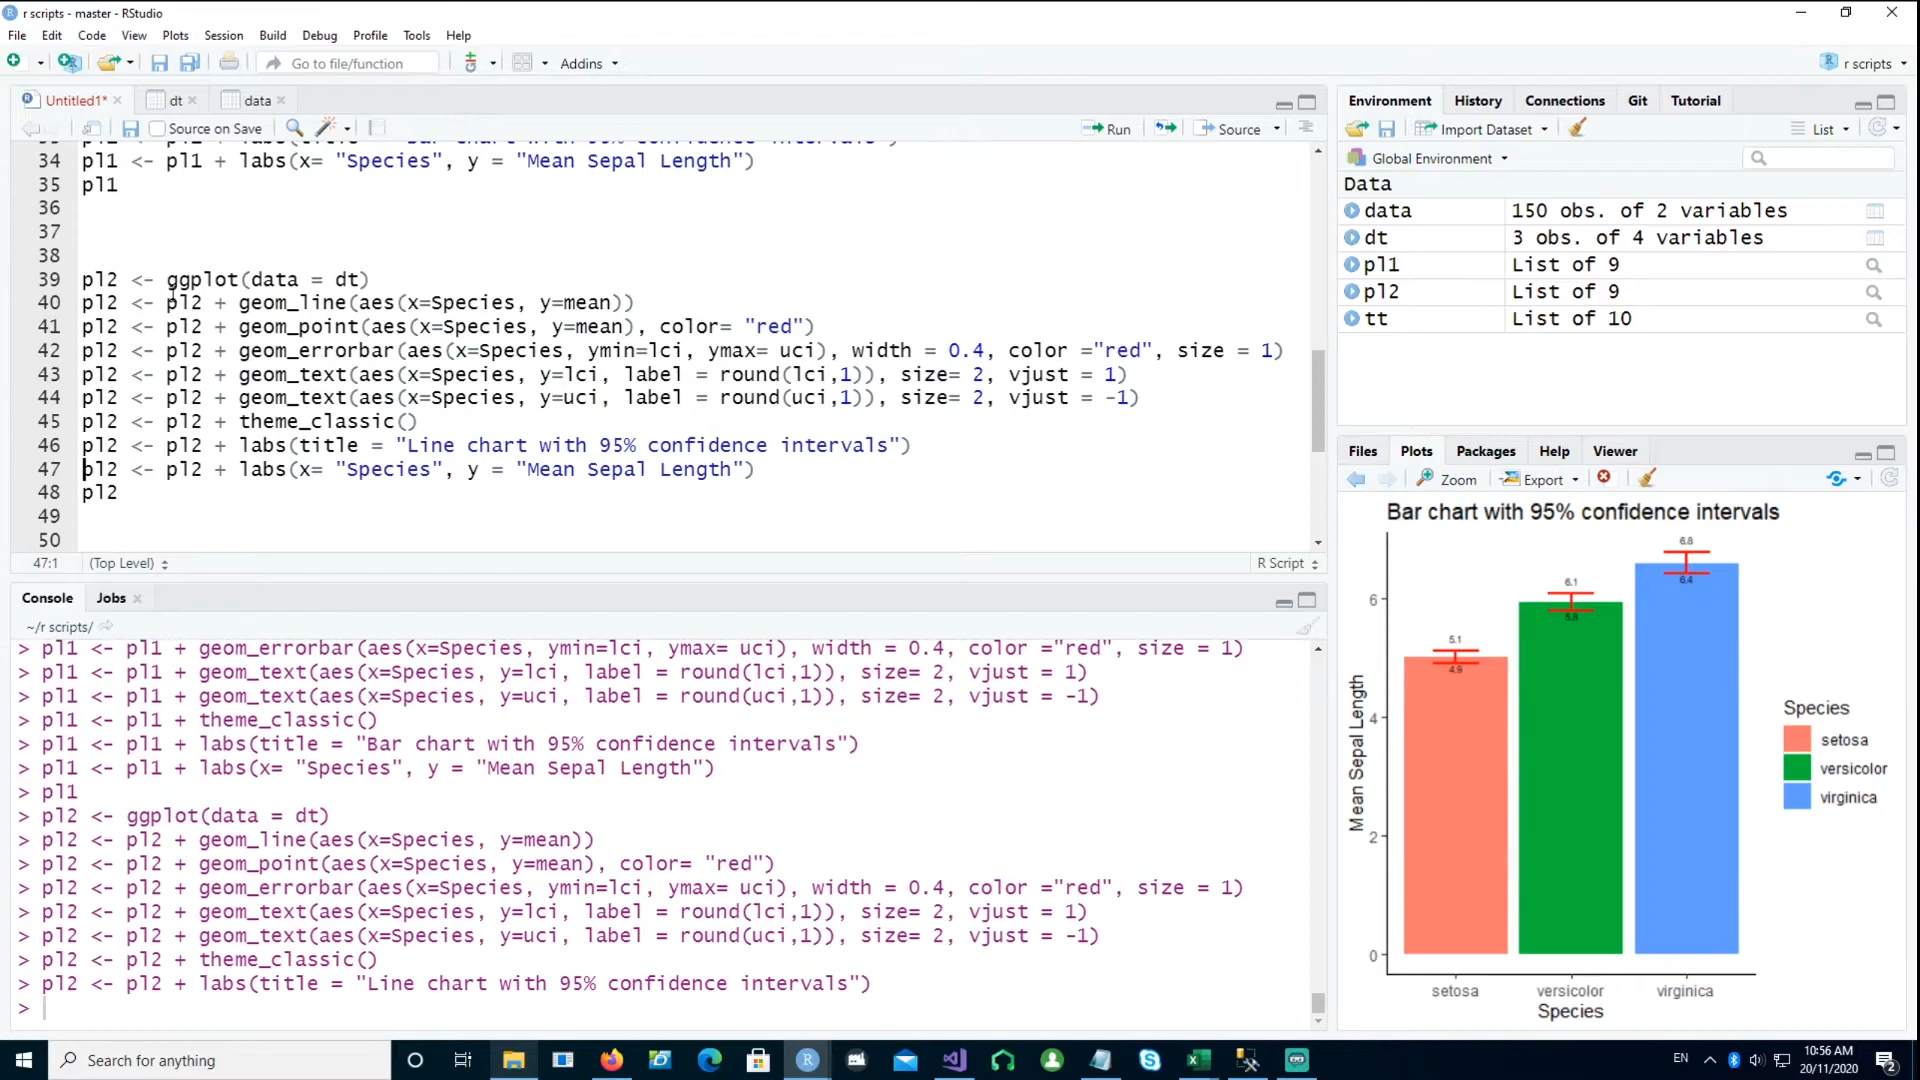 r scripts - master - RStudio
File Edit Code View Plots Session Build Debug Profile Tools Help
Go to file/function Addins r scripts
Untitled1* dt data
Source on Save Run Source
34 pl1 <- pl1 + labs(x= "Species", y = "Mean Sepal Length")
35 pl1
36
37
38
39 pl2 <- ggplot(data = dt)
40 pl2 <- pl2 + geom_line(aes(x=Species, y=mean))
41 pl2 <- pl2 + geom_point(aes(x=Species, y=mean), color= "red")
42 pl2 <- pl2 + geom_errorbar(aes(x=Species, ymin=lci, ymax= uci), width = 0.4, color ="red", size = 1)
43 pl2 <- pl2 + geom_text(aes(x=Species, y=lci, label = round(lci,1)), size= 2, vjust = 1)
44 pl2 <- pl2 + geom_text(aes(x=Species, y=uci, label = round(uci,1)), size= 2, vjust = -1)
45 pl2 <- pl2 + theme_classic()
46 pl2 <- pl2 + labs(title = "Line chart with 95% confidence intervals")
47 pl2 <- pl2 + labs(x= "Species", y = "Mean Sepal Length")
48 pl2
49
50
47:1 (Top Level) R Script
Console Jobs
~/r scripts/
> pl1 <- pl1 + geom_errorbar(aes(x=Species, ymin=lci, ymax= uci), width = 0.4, color ="red", size = 1)
> pl1 <- pl1 + geom_text(aes(x=Species, y=lci, label = round(lci,1)), size= 2, vjust = 1)
> pl1 <- pl1 + geom_text(aes(x=Species, y=uci, label = round(uci,1)), size= 2, vjust = -1)
> pl1 <- pl1 + theme_classic()
> pl1 <- pl1 + labs(title = "Bar chart with 95% confidence intervals")
> pl1 <- pl1 + labs(x= "Species", y = "Mean Sepal Length")
> pl1
> pl2 <- ggplot(data = dt)
> pl2 <- pl2 + geom_line(aes(x=Species, y=mean))
> pl2 <- pl2 + geom_point(aes(x=Species, y=mean), color= "red")
> pl2 <- pl2 + geom_errorbar(aes(x=Species, ymin=lci, ymax= uci), width = 0.4, color ="red", size = 1)
> pl2 <- pl2 + geom_text(aes(x=Species, y=lci, label = round(lci,1)), size= 2, vjust = 1)
> pl2 <- pl2 + geom_text(aes(x=Species, y=uci, label = round(uci,1)), size= 2, vjust = -1)
> pl2 <- pl2 + theme_classic()
> pl2 <- pl2 + labs(title = "Line chart with 95% confidence intervals")
>
Environment History Connections Git Tutorial
Import Dataset List
Global Environment
Data
data 150 obs. of 2 variables
dt 3 obs. of 4 variables
pl1 List of 9
pl2 List of 9
tt List of 10
Files Plots Packages Help Viewer
Zoom Export
Bar chart with 95% confidence intervals
6.8
6.4
6.1
5.8
5.1
4.9
6
4
2
0
Mean Sepal Length
setosa versicolor virginica
Species
Species
setosa
versicolor
virginica
Search for anything
EN
10:56 AM
20/11/2020
2